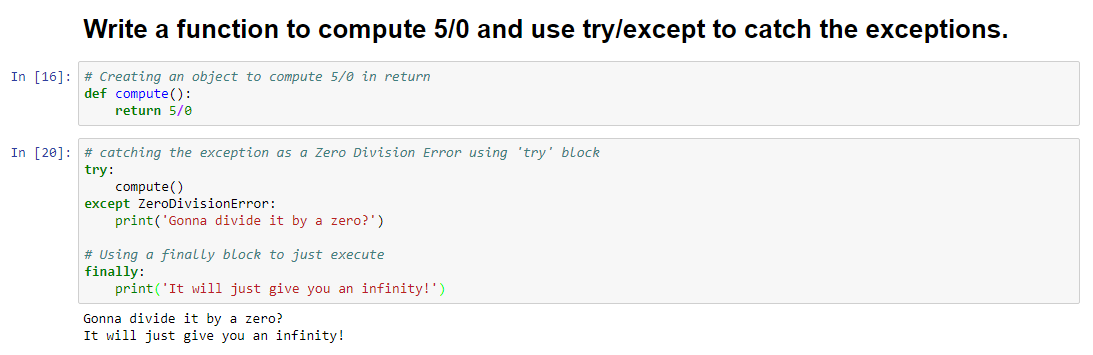 Write a function to compute 5/0 and use try/except to catch the exceptions.
In [16]: # Creating an object to compute 5/0 in return
def compute():
    return 5/0
In [20]: # catching the exception as a Zero Division Error using 'try' block
try:
    compute()
except ZeroDivisionError:
    print('Gonna divide it by a zero?')

# Using a finally block to just execute
finally:
    print('It will just give you an infinity!')
Gonna divide it by a zero?
It will just give you an infinity!